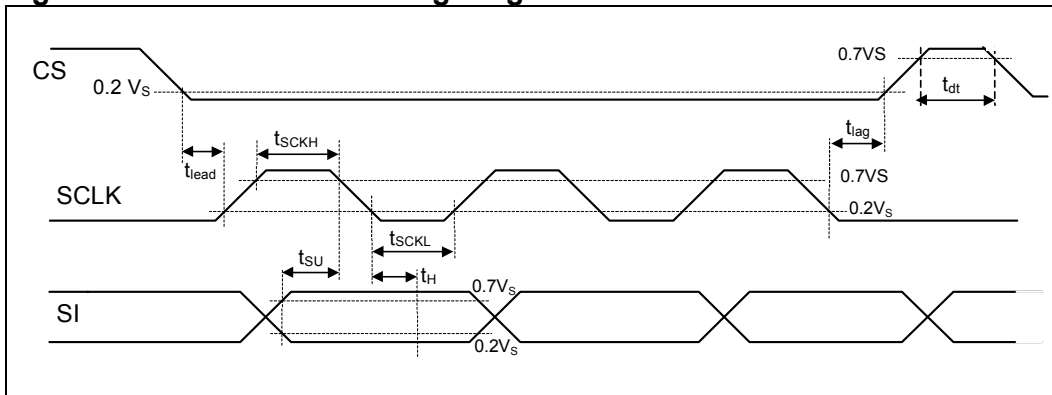 CS
0.2 VS
0.7VS
tdt
tlead
tSCKH
tlag
SCLK
0.7VS
0.2VS
tSCKL
tSU
tH
SI
0.7VS
0.2VS